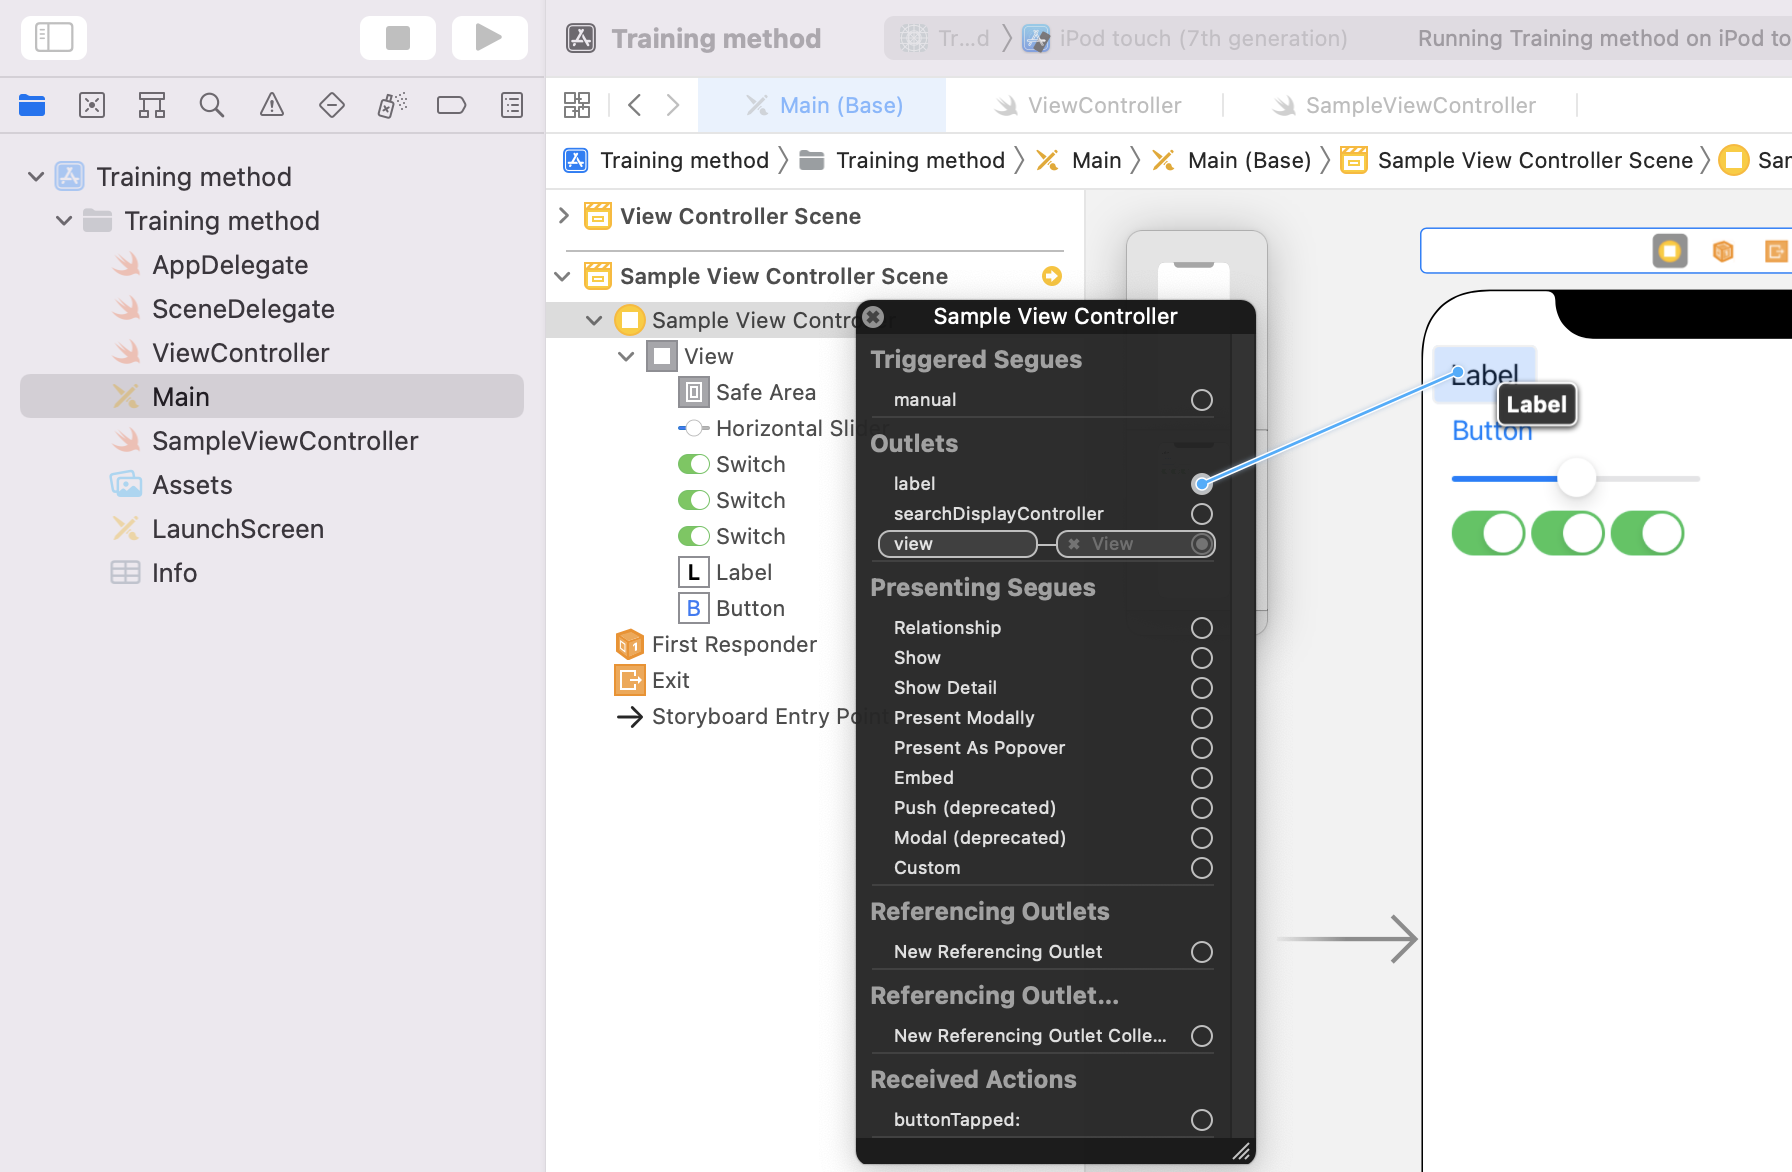 Training method
Tr...d
iPod touch (7th generation)
Running Training method on iPod to
Main (Base)
ViewController
SampleViewController
Training method
Training method
Main
Main (Base)
Sample View Controller Scene
Sam
Training method
Training method
AppDelegate
SceneDelegate
ViewController
Main
SampleViewController
Assets
LaunchScreen
Info
View Controller Scene
Sample View Controller Scene
Sample View Contro
View
Safe Area
Horizontal Slider
Switch
Switch
Switch
L Label
B Button
First Responder
Exit
Storyboard Entry Point
Sample View Controller
Triggered Segues
manual
Outlets
label
searchDisplayController
view
View
Presenting Segues
Relationship
Show
Show Detail
Present Modally
Present As Popover
Embed
Push (deprecated)
Modal (deprecated)
Custom
Referencing Outlets
New Referencing Outlet
Referencing Outlet...
New Referencing Outlet Colle...
Received Actions
buttonTapped:
Label
Label
Button